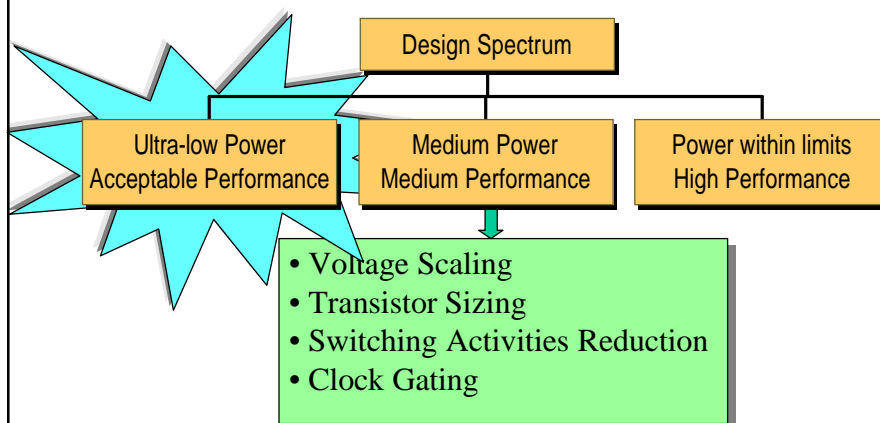 Design Spectrum
Ultra-low Power
Acceptable Performance
Medium Power
Medium Performance
Power within limits
High Performance
• Voltage Scaling
• Transistor Sizing
• Switching Activities Reduction
• Clock Gating